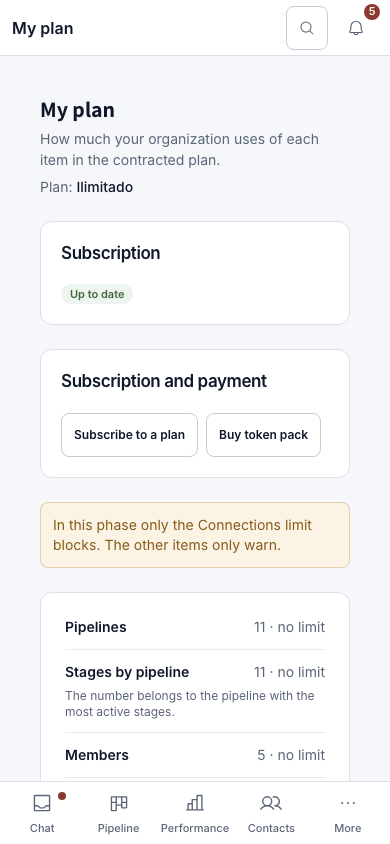 My plan
5
My plan
How much your organization uses of each
item in the contracted plan.
Plan: Ilimitado
Subscription
Up to date
Subscription and payment
Subscribe to a plan
Buy token pack
In this phase only the Connections limit
blocks. The other items only warn.
Pipelines 11 · no limit
Stages by pipeline 11 · no limit
The number belongs to the pipeline with the
most active stages.
Members 5 · no limit
Chat
Pipeline
Performance
Contacts
More